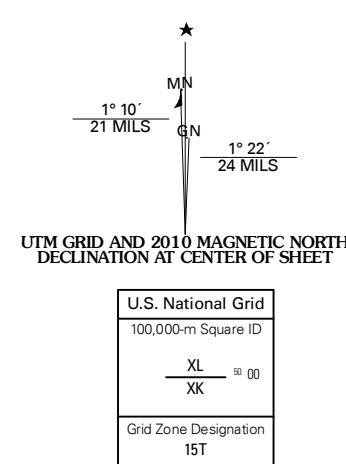 MN
1° 10´
21 MILS
GN
1° 22´
24 MILS
UTM GRID AND 2010 MAGNETIC NORTH
DECLINATION AT CENTER OF SHEET
U.S. National Grid
100,000-m Square ID
XL
50 00
XK
Grid Zone Designation
15T